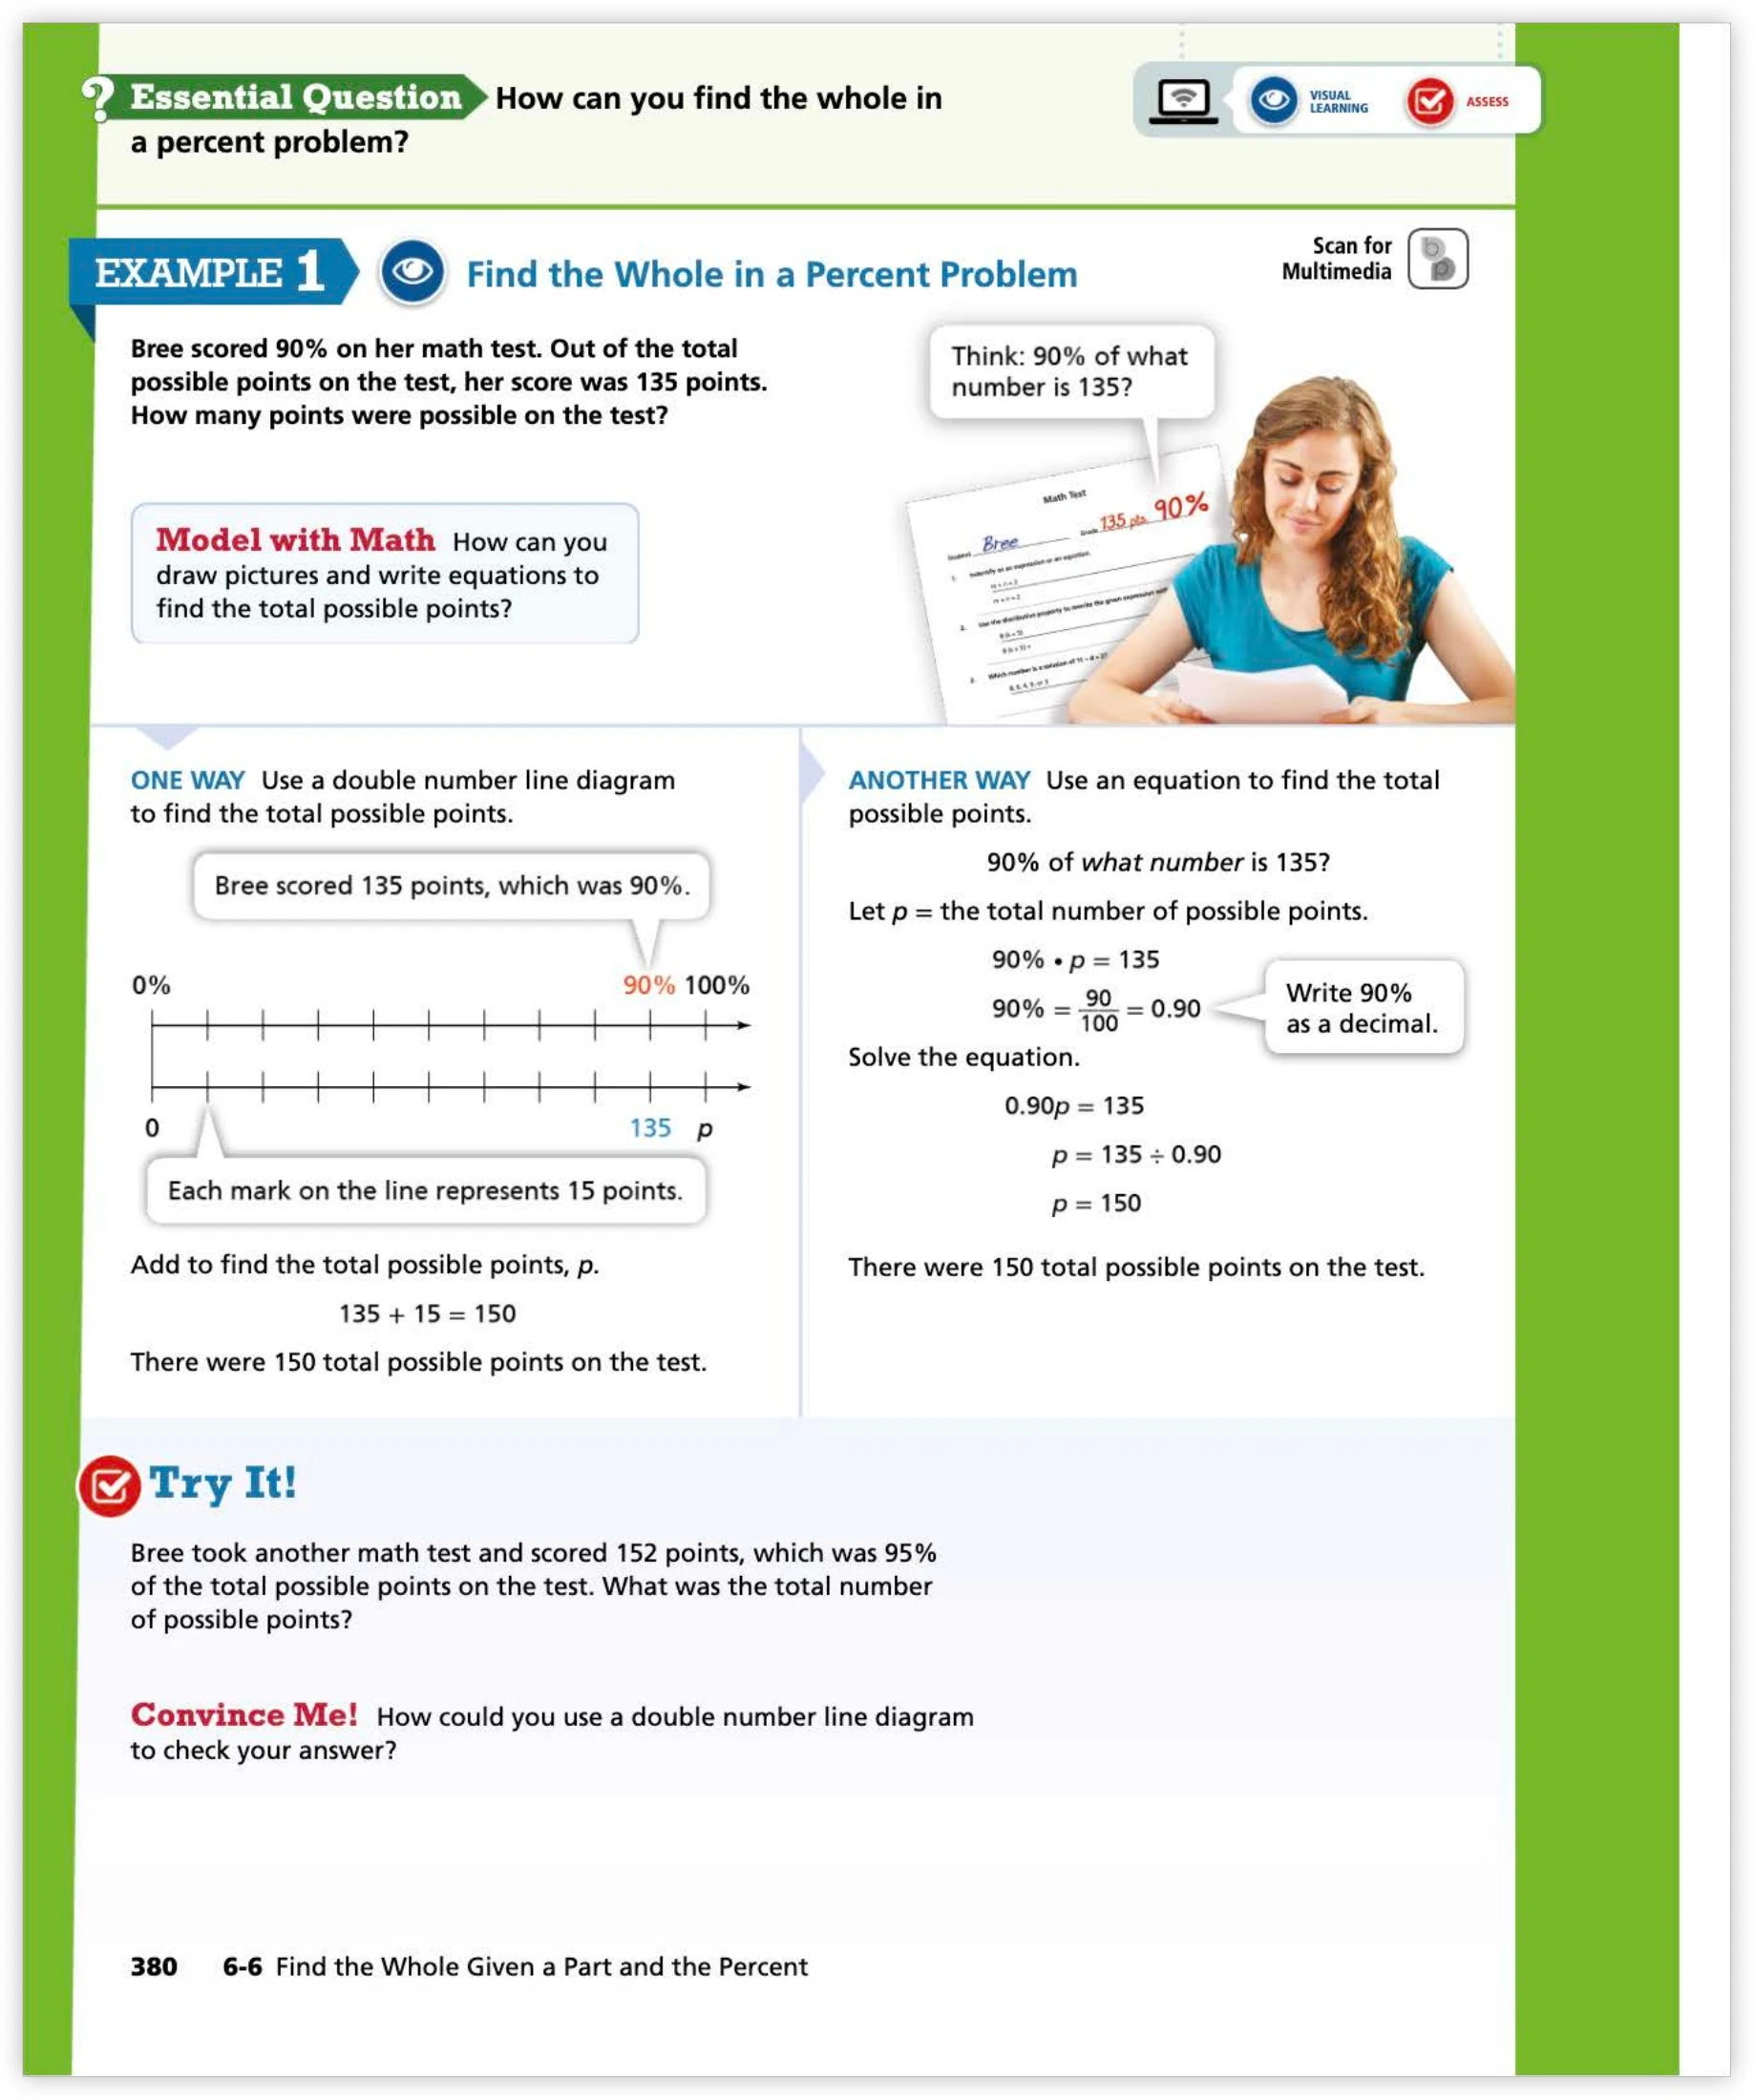 ? Essential Question How can you find the whole in
a percent problem?
VISUAL
LEARNING
ASSESS
EXAMPLE 1
Find the Whole in a Percent Problem
Scan for
Multimedia
Bree scored 90% on her math test. Out of the total
possible points on the test, her score was 135 points.
How many points were possible on the test?
Think: 90% of what
number is 135?
Math Test
Bree
135 pts. 90%
Model with Math How can you
draw pictures and write equations to
find the total possible points?
ONE WAY Use a double number line diagram
to find the total possible points.
Bree scored 135 points, which was 90%.
0% 90% 100%
0 135 p
Each mark on the line represents 15 points.
Add to find the total possible points, p.
135 + 15 = 150
There were 150 total possible points on the test.
ANOTHER WAY Use an equation to find the total
possible points.
90% of what number is 135?
Let p = the total number of possible points.
90% • p = 135
90% = 90/100 = 0.90
Write 90%
as a decimal.
Solve the equation.
0.90p = 135
p = 135 ÷ 0.90
p = 150
There were 150 total possible points on the test.
Try It!
Bree took another math test and scored 152 points, which was 95%
of the total possible points on the test. What was the total number
of possible points?
Convince Me! How could you use a double number line diagram
to check your answer?
380 6-6 Find the Whole Given a Part and the Percent